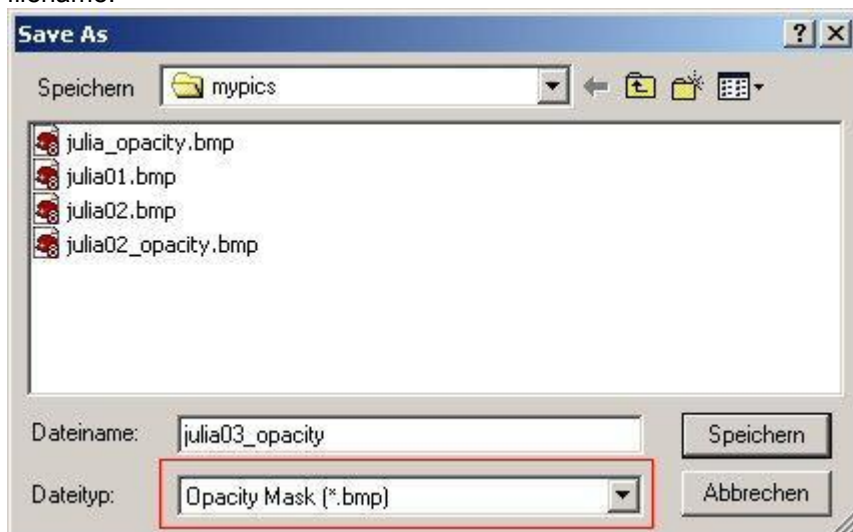 filename.
Save As
Speichern mypics
julia_opacity.bmp
julia01.bmp
julia02.bmp
julia02_opacity.bmp
Dateiname: julia03_opacity Speichern
Dateityp: Opacity Mask (*.bmp) Abbrechen